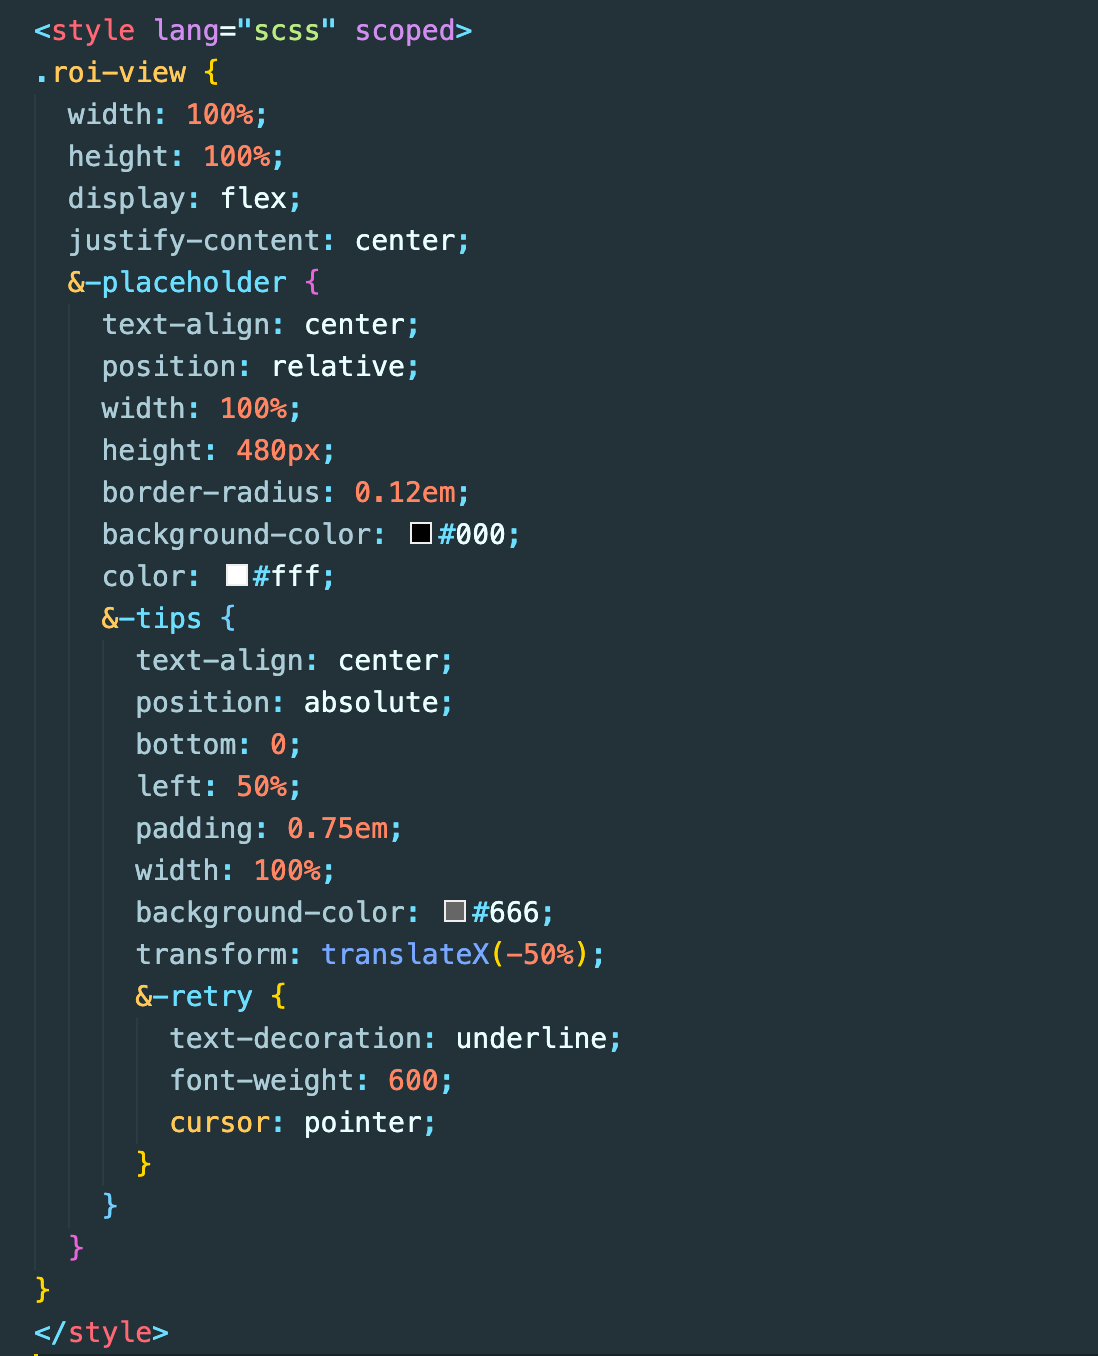 <style lang="scss" scoped>
.roi-view {
  width: 100%;
  height: 100%;
  display: flex;
  justify-content: center;
  &-placeholder {
    text-align: center;
    position: relative;
    width: 100%;
    height: 480px;
    border-radius: 0.12em;
    background-color: #000;
    color: #fff;
    &-tips {
      text-align: center;
      position: absolute;
      bottom: 0;
      left: 50%;
      padding: 0.75em;
      width: 100%;
      background-color: #666;
      transform: translateX(-50%);
      &-retry {
        text-decoration: underline;
        font-weight: 600;
        cursor: pointer;
      }
    }
  }
}
</style>